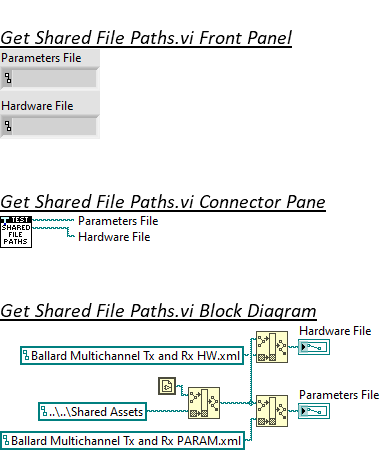 Get Shared File Paths.vi Front Panel
Parameters File
Hardware File
Get Shared File Paths.vi Connector Pane
TEST
SHARED
FILE
PATHS
Parameters File
Hardware File
Get Shared File Paths.vi Block Diagram
Hardware File
Ballard Multichannel Tx and Rx HW.xml
Parameters File
..\..\Shared Assets
Ballard Multichannel Tx and Rx PARAM.xml